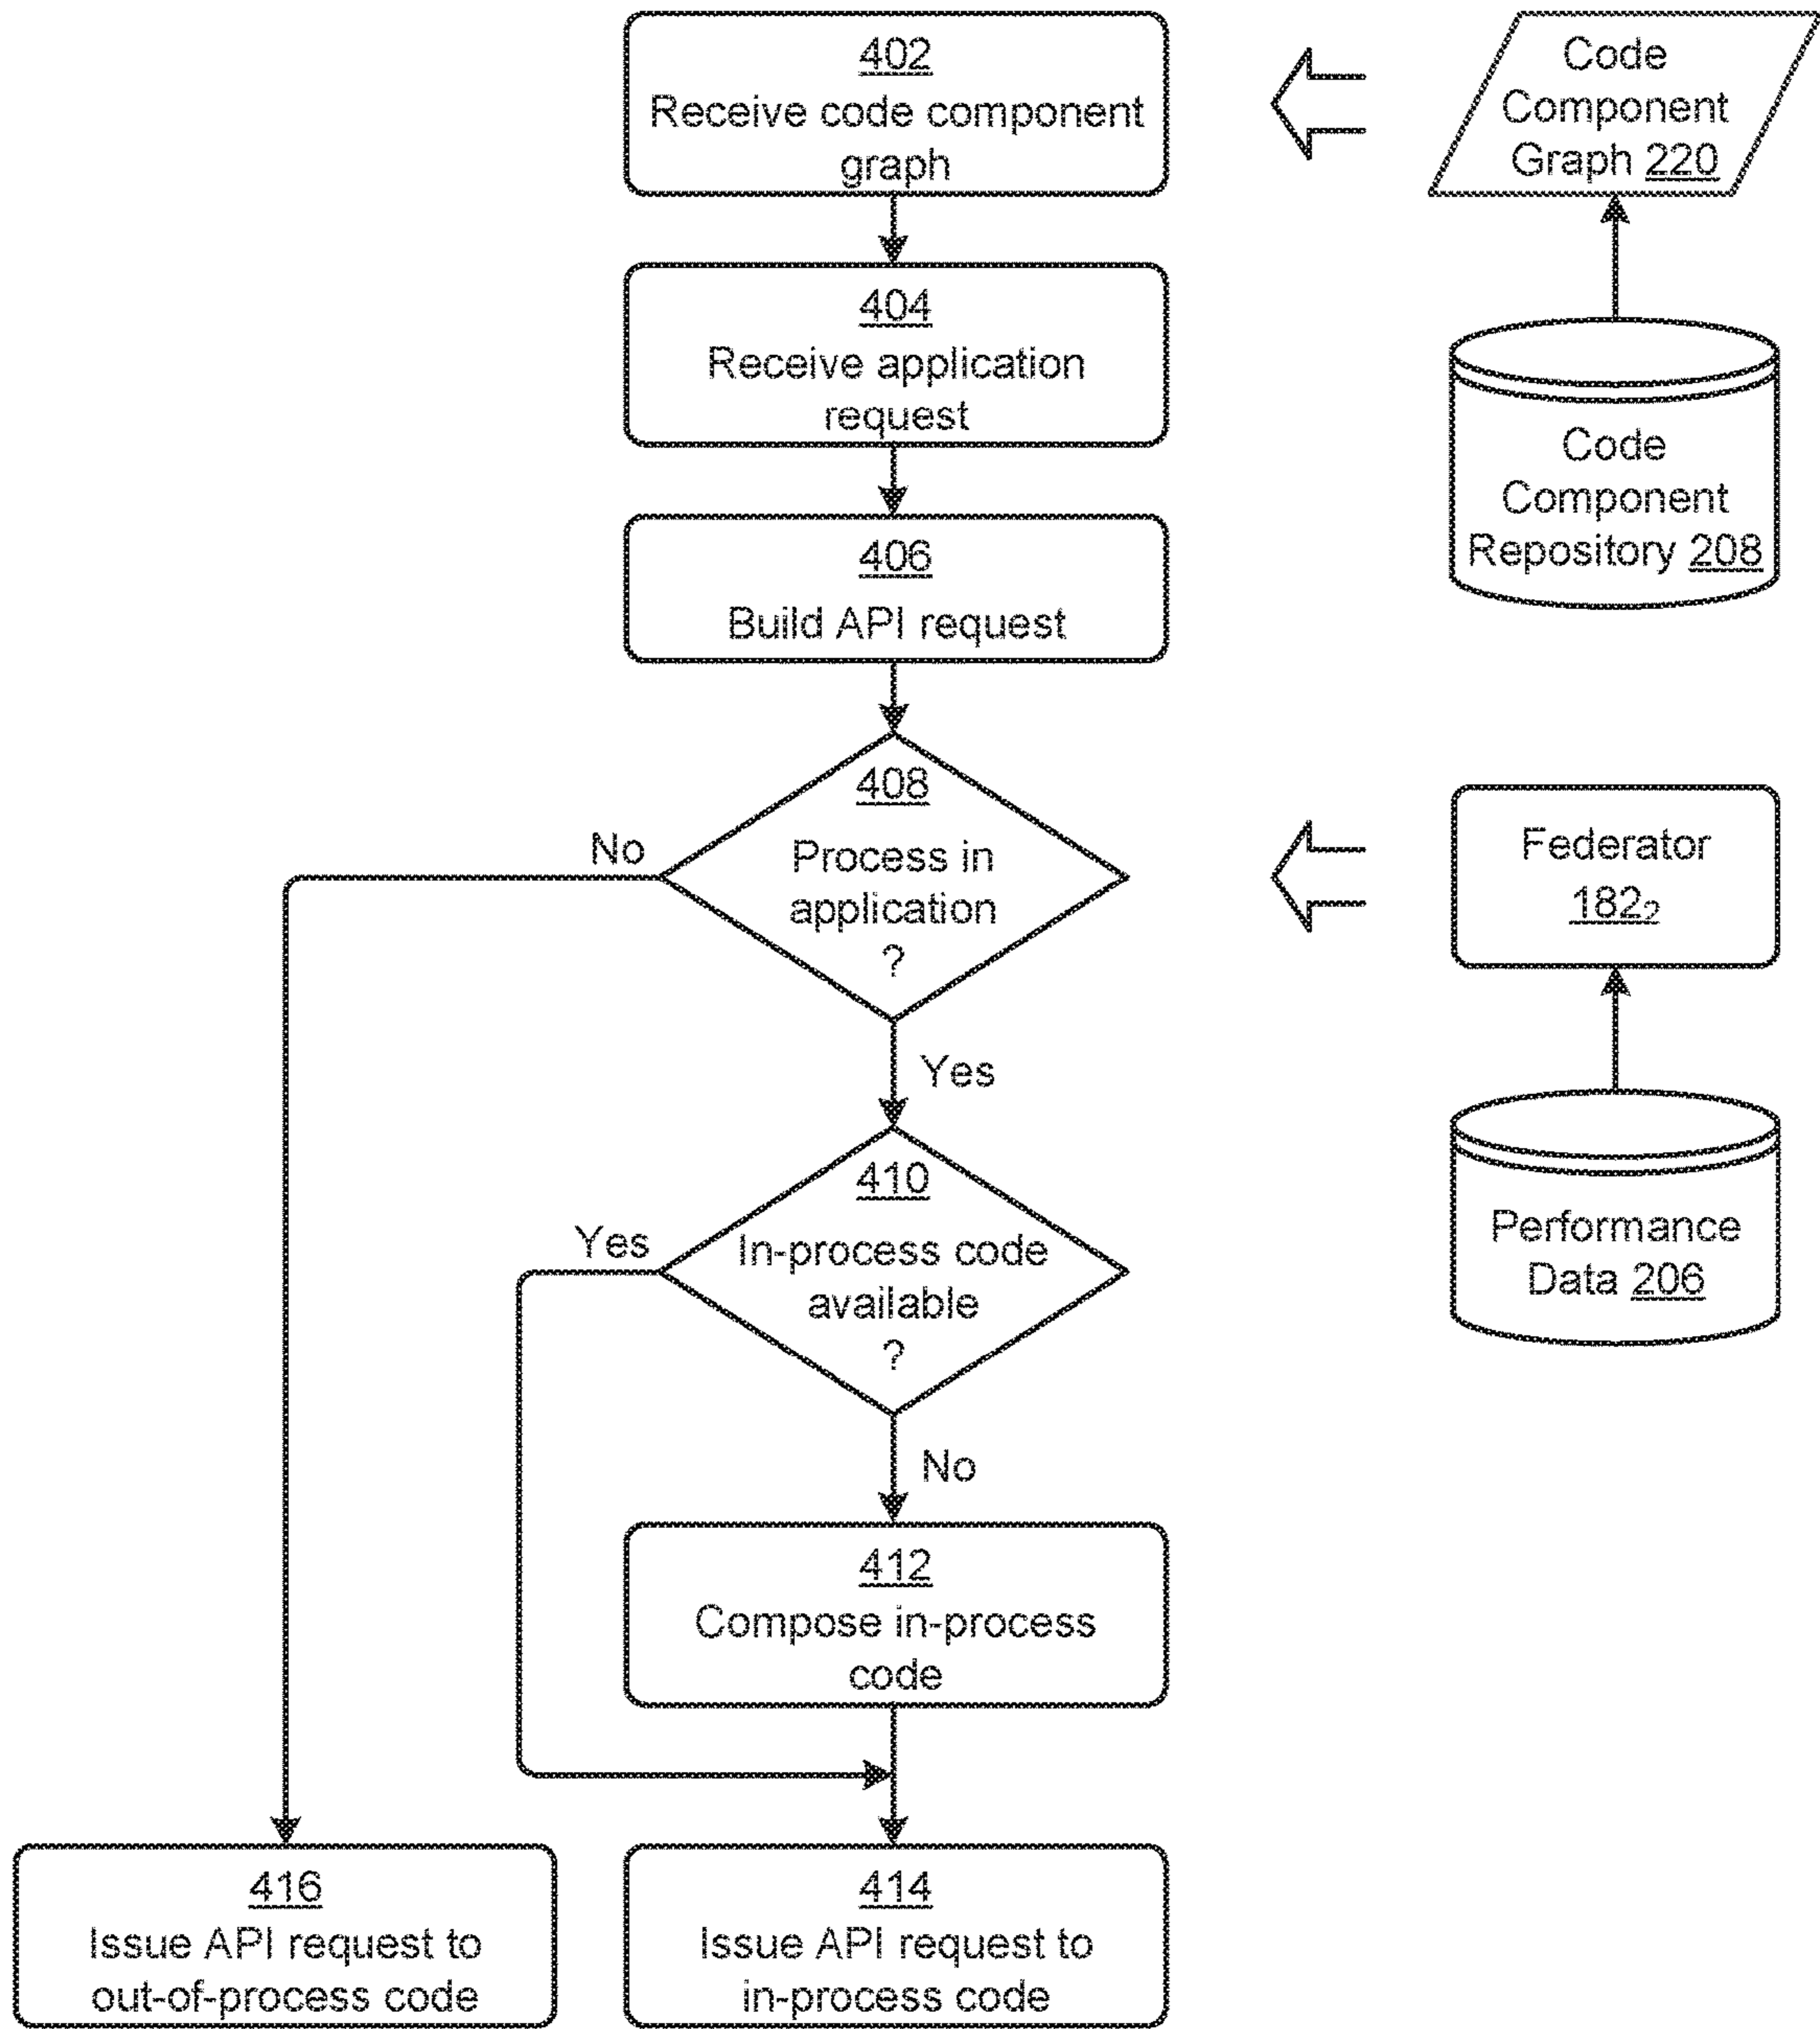 402
Receive code component
graph
Code
Component
Graph 220
404
Receive application
request
Code
Component
Repository 208
406
Build API request
408
Process in
application
?
No
Yes
Federator
182₂
410
In-process code
available
?
Yes
No
Performance
Data 206
412
Compose in-process
code
416
Issue API request to
out-of-process code
414
Issue API request to
in-process code